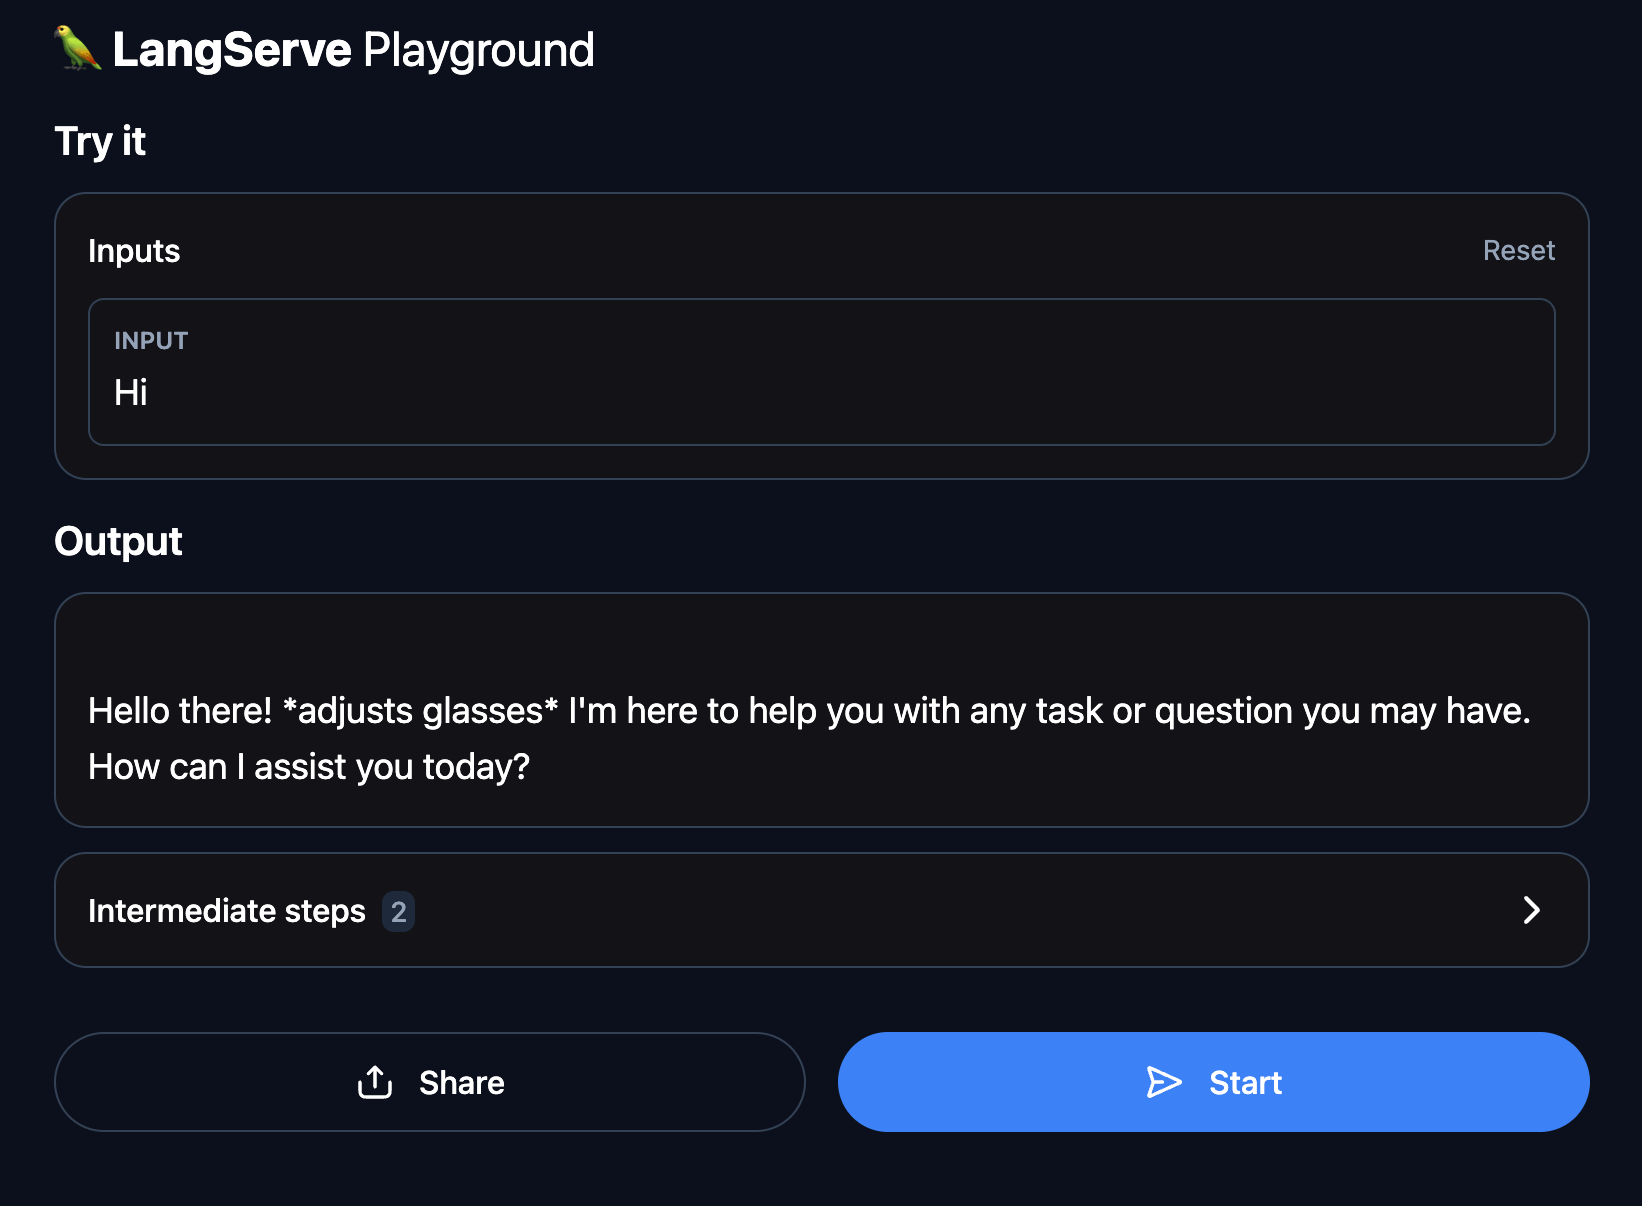 LangServe Playground
Try it
Inputs
Reset
INPUT
Hi
Output
Hello there! *adjusts glasses* I'm here to help you with any task or question you may have.
How can I assist you today?
Intermediate steps 2
Share
Start